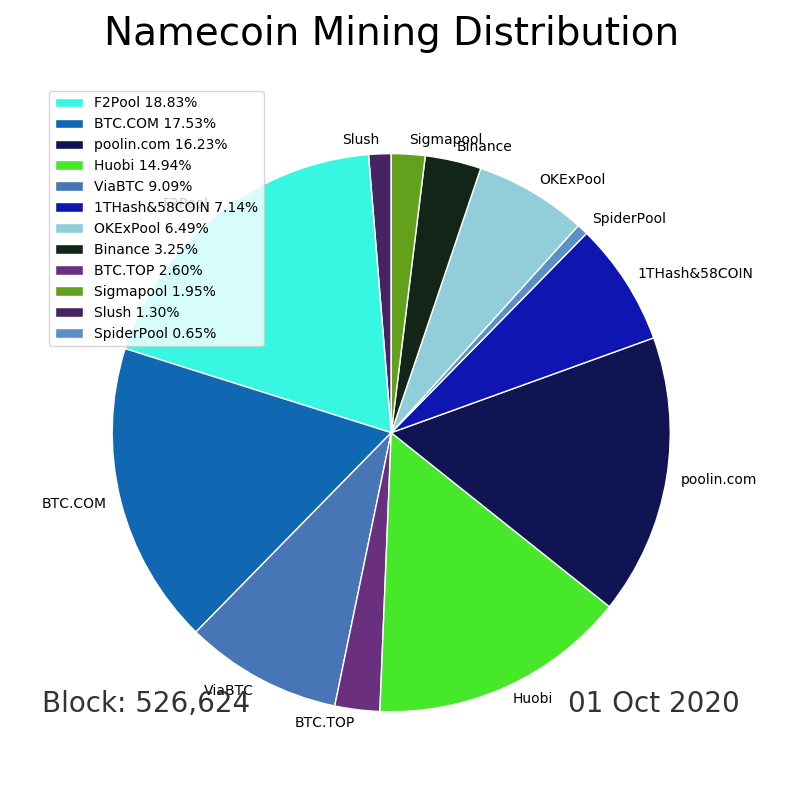 Namecoin Mining Distribution
F2Pool 18.83%
BTC.COM 17.53%
poolin.com 16.23%
Huobi 14.94%
ViaBTC 9.09%
1THash&58COIN 7.14%
OKExPool 6.49%
Binance 3.25%
BTC.TOP 2.60%
Sigmapool 1.95%
Slush 1.30%
SpiderPool 0.65%
Slush
Sigmapool
Binance
OKExPool
SpiderPool
1THash&58COIN
poolin.com
Huobi
BTC.TOP
ViaBTC
BTC.COM
F2Pool
Block: 526,624
01 Oct 2020